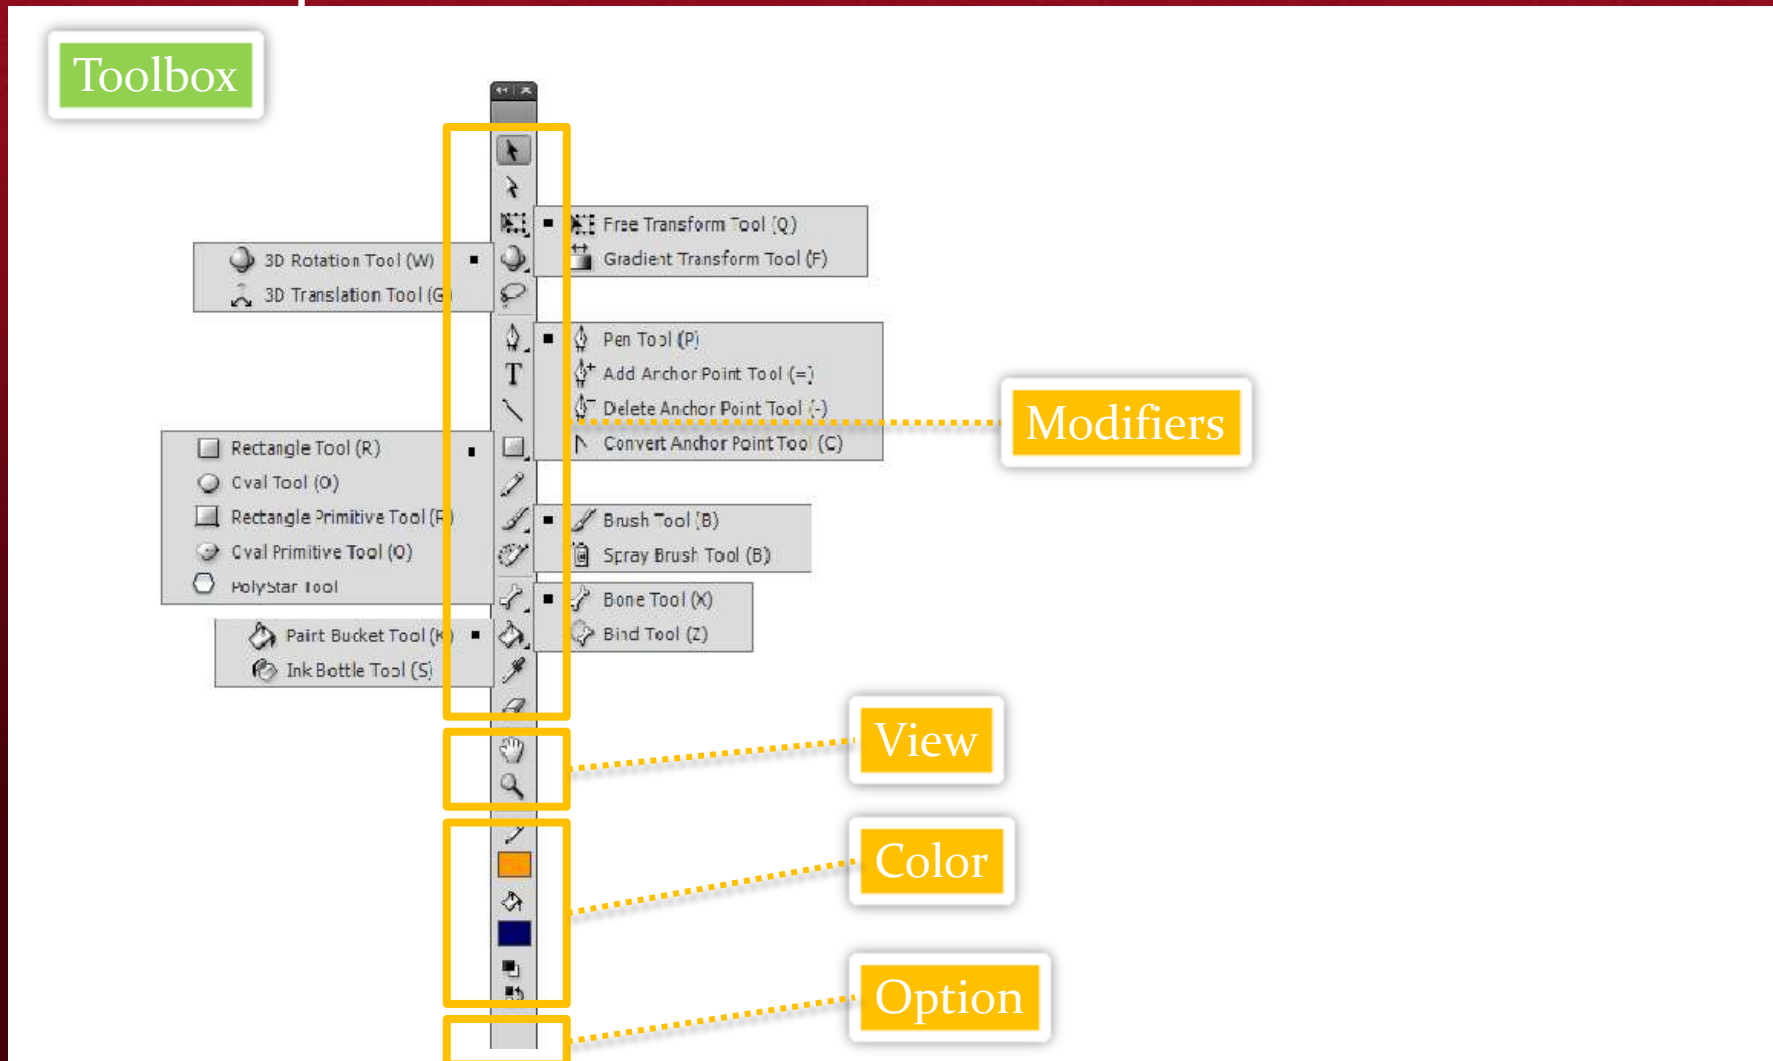 Toolbox
Free Transform Tool (Q)
Gradient Transform Tool (F)
3D Rotation Tool (W)
3D Translation Tool (G)
Pen Tool (P)
Add Anchor Point Tool (=)
Delete Anchor Point Tool (-)
Convert Anchor Point Tool (C)
T
Modifiers
Rectangle Tool (R)
Oval Tool (O)
Rectangle Primitive Tool (R)
Oval Primitive Tool (O)
PolyStar Tool
Brush Tool (B)
Spray Brush Tool (B)
Bone Tool (X)
Bind Tool (Z)
Paint Bucket Tool (K)
Ink Bottle Tool (S)
View
Color
Option